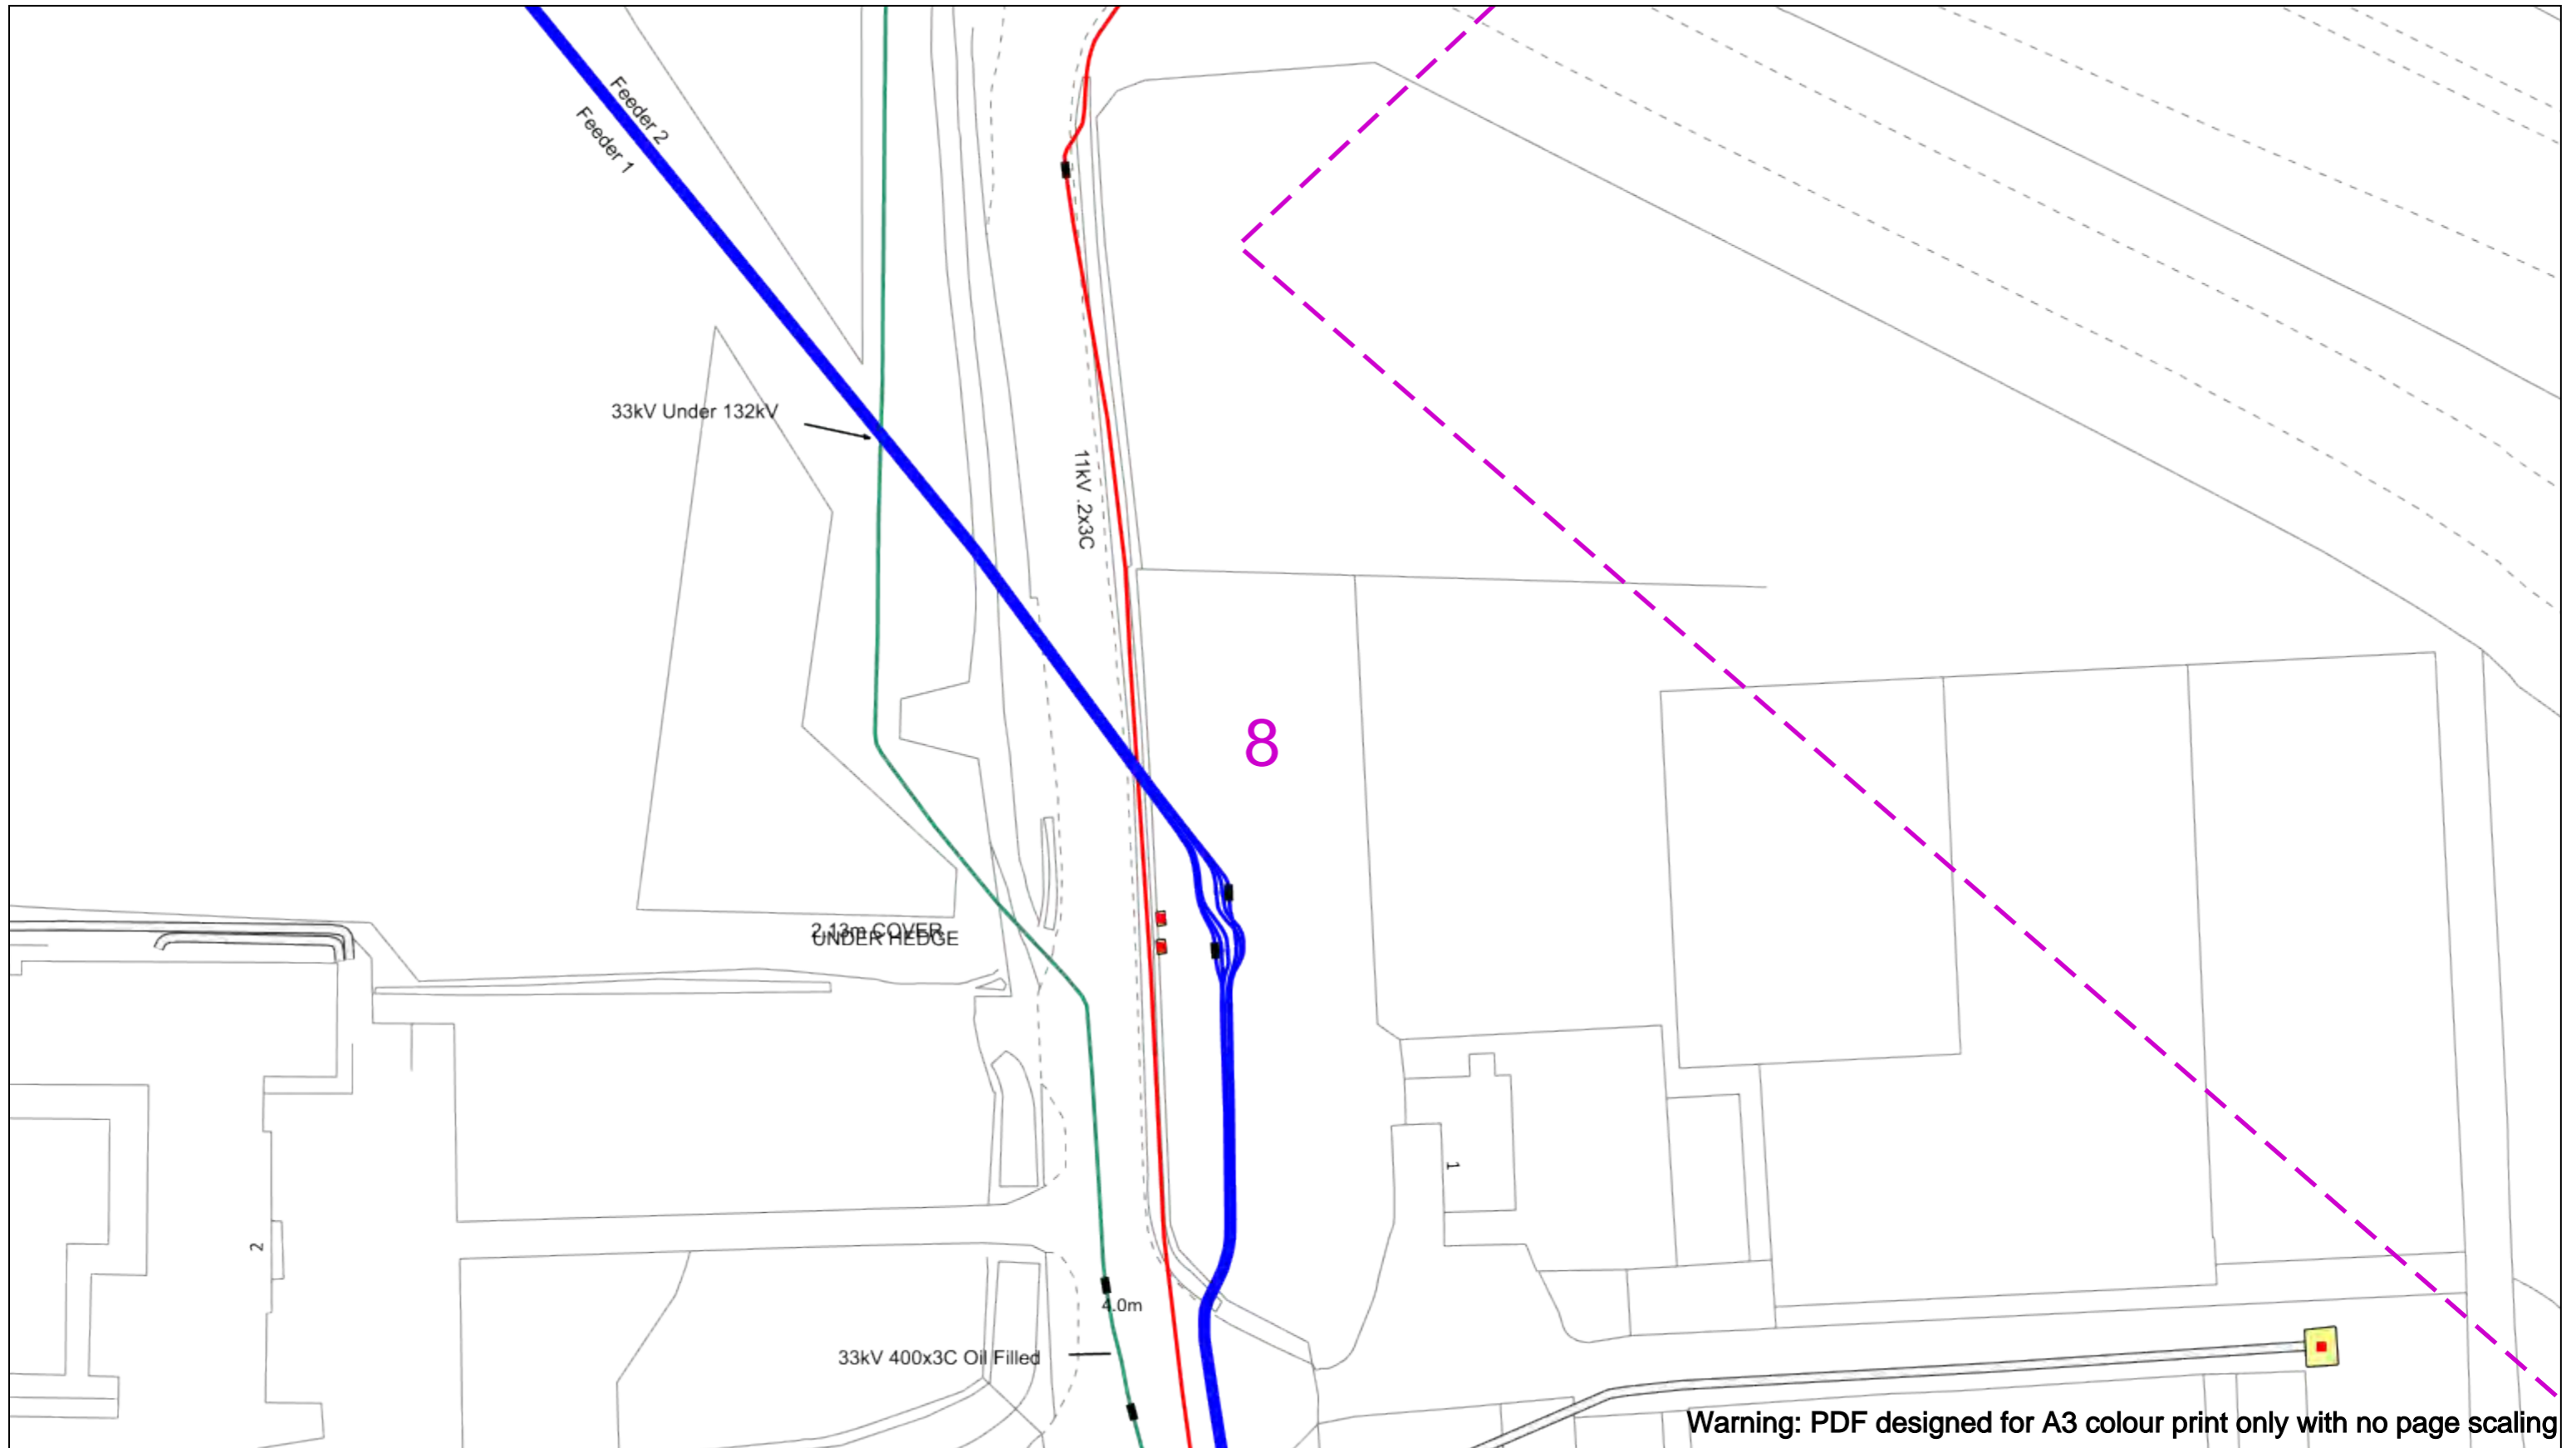 Feeder 2
Feeder 1
33kV Under 132kV
11kV .2x3C
8
2.13m COVER
UNDER HEDGE
1
2
4.0m
33kV 400x3C Oil Filled
Warning: PDF designed for A3 colour print only with no page scaling